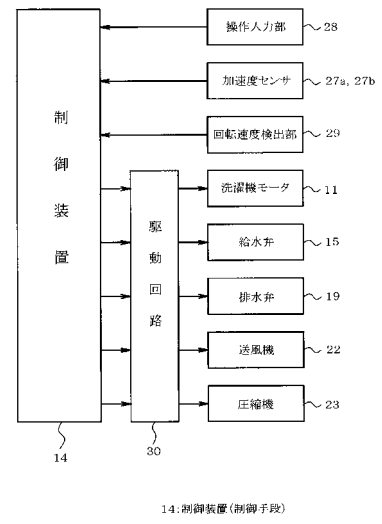 操作入力部 28
加速度センサ 27a, 27b
回転速度検出部 29
制御装置
洗濯機モータ 11
駆動回路
給水弁 15
排水弁 19
送風機 22
圧縮機 23
14
30
14:制御装置(制御手段)